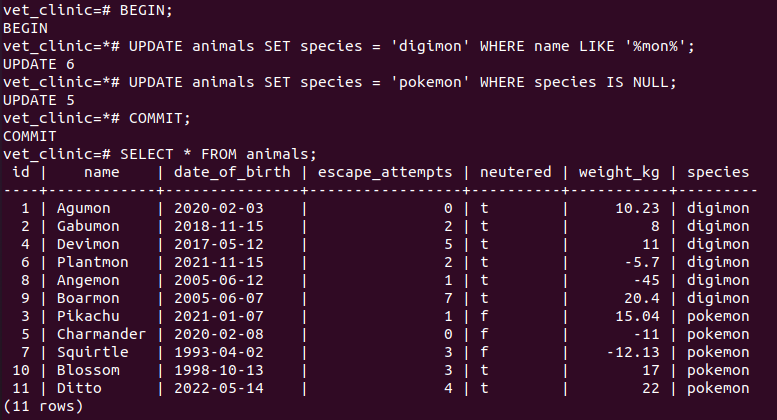 vet_clinic=# BEGIN;
BEGIN
vet_clinic=*# UPDATE animals SET species = 'digimon' WHERE name LIKE '%mon%';
UPDATE 6
vet_clinic=*# UPDATE animals SET species = 'pokemon' WHERE species IS NULL;
UPDATE 5
vet_clinic=*# COMMIT;
COMMIT
vet_clinic=# SELECT * FROM animals;
 id |    name    | date_of_birth | escape_attempts | neutered | weight_kg | species
----+------------+---------------+-----------------+----------+-----------+---------
  1 | Agumon     | 2020-02-03    |               0 | t        |     10.23 | digimon
  2 | Gabumon    | 2018-11-15    |               2 | t        |         8 | digimon
  4 | Devimon    | 2017-05-12    |               5 | t        |        11 | digimon
  6 | Plantmon   | 2021-11-15    |               2 | t        |      -5.7 | digimon
  8 | Angemon    | 2005-06-12    |               1 | t        |       -45 | digimon
  9 | Boarmon    | 2005-06-07    |               7 | t        |      20.4 | digimon
  3 | Pikachu    | 2021-01-07    |               1 | f        |     15.04 | pokemon
  5 | Charmander | 2020-02-08    |               0 | f        |       -11 | pokemon
  7 | Squirtle   | 1993-04-02    |               3 | f        |    -12.13 | pokemon
 10 | Blossom    | 1998-10-13    |               3 | t        |        17 | pokemon
 11 | Ditto      | 2022-05-14    |               4 | t        |        22 | pokemon
(11 rows)